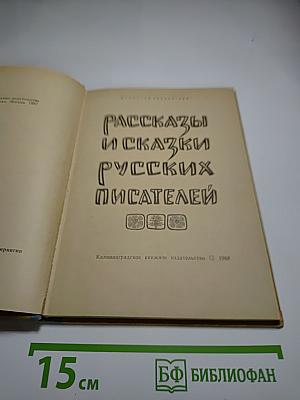 РАССКАЗЫ
И СКАЗКИ
РУССКИХ
ПИСАТЕЛЕЙ
Калининградское книжное издательство © 1968
15 см
БФ БИБЛИОФАН